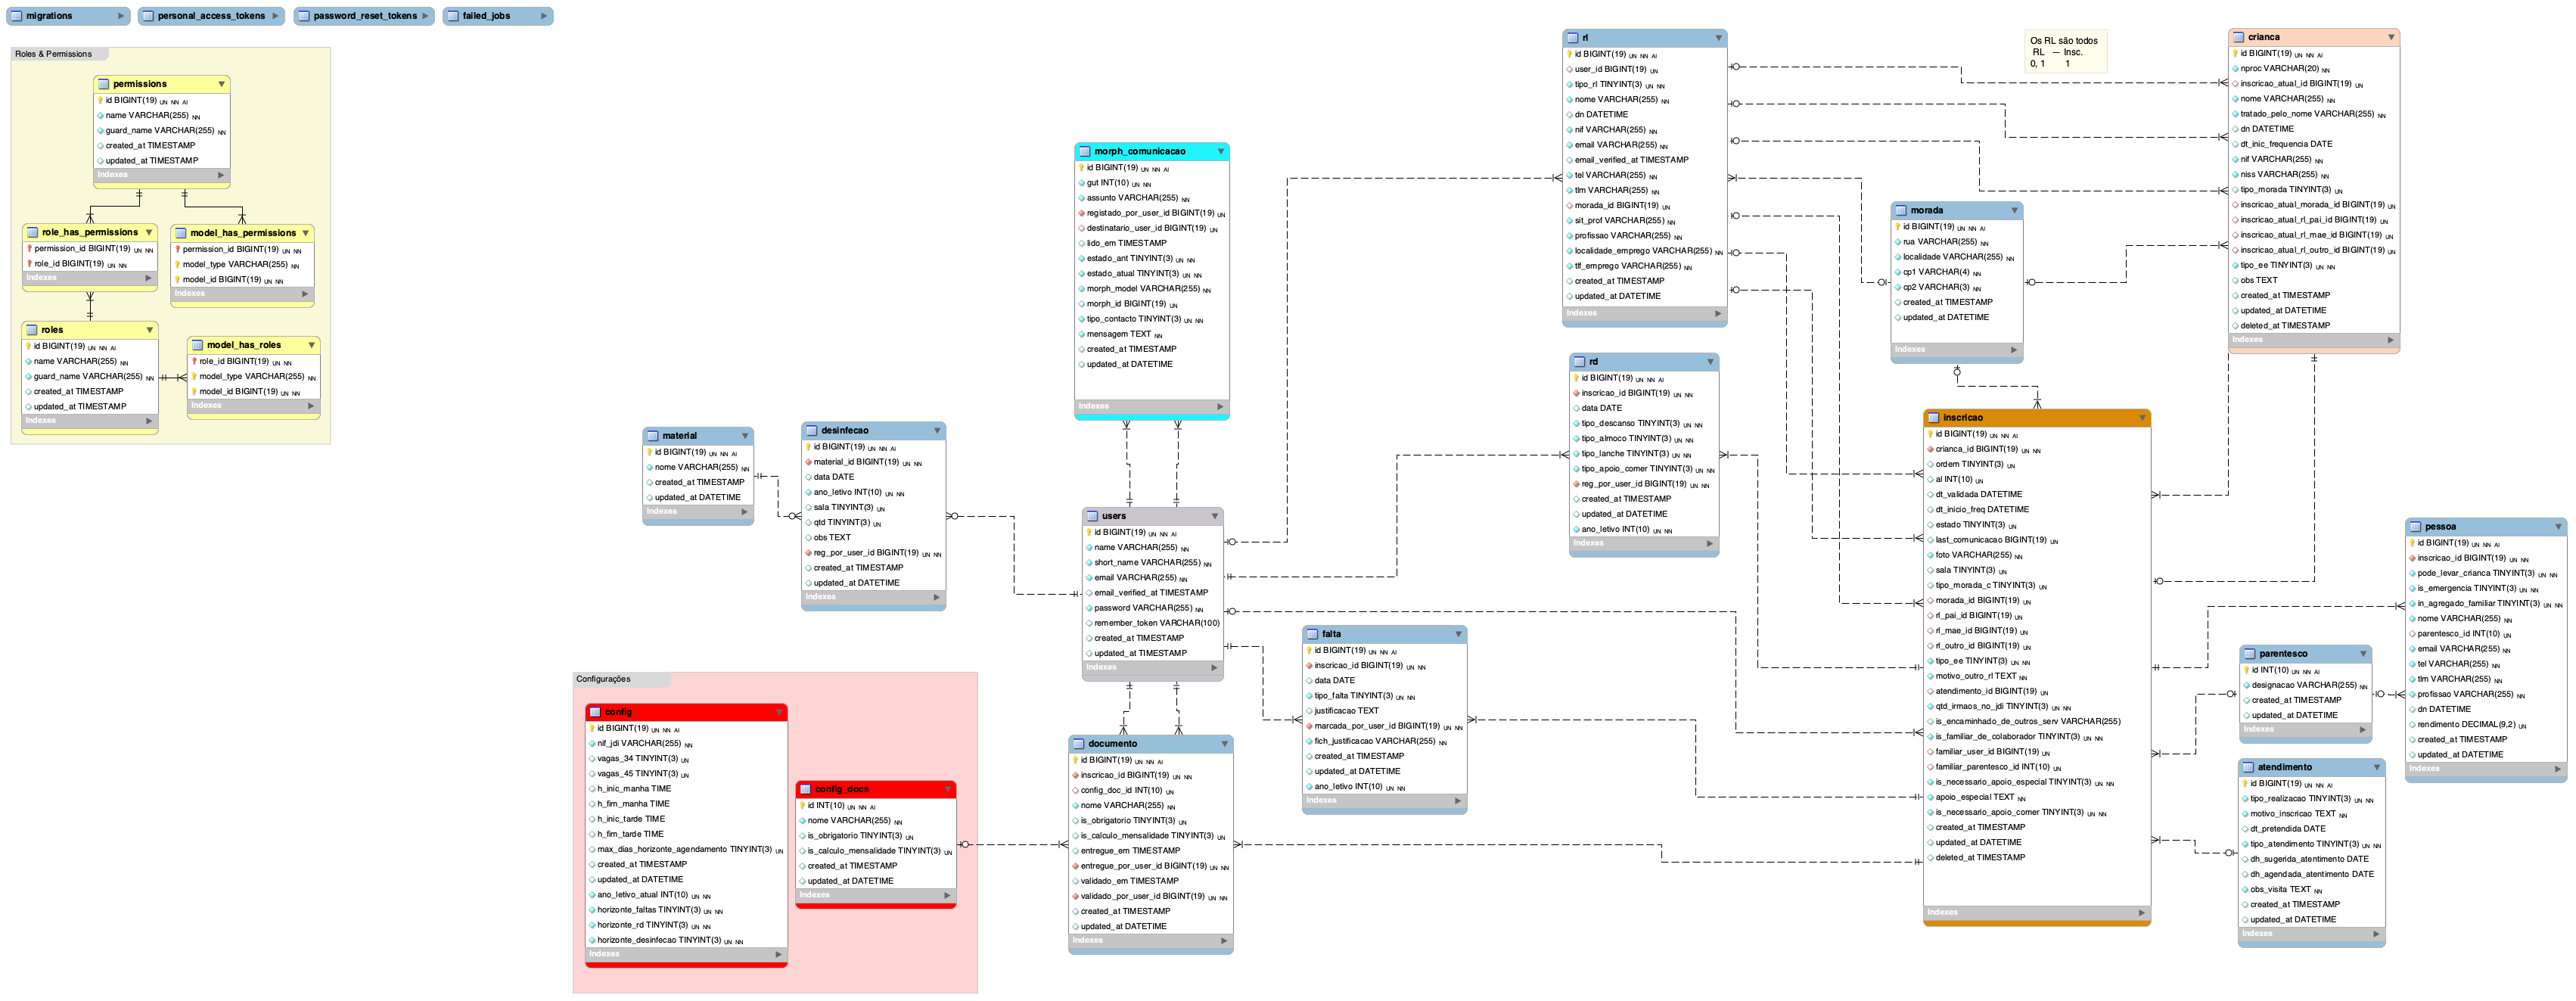 migrations
personal_access_tokens
password_reset_tokens
failed_jobs
Roles & Permissions
permissions
id BIGINT(19) UN NN AI
name VARCHAR(255) NN
guard_name VARCHAR(255) NN
created_at TIMESTAMP
updated_at TIMESTAMP
Indexes
role_has_permissions
permission_id BIGINT(19) UN NN
role_id BIGINT(19) UN NN
Indexes
model_has_permissions
permission_id BIGINT(19) UN NN
model_type VARCHAR(255) NN
model_id BIGINT(19) UN NN
Indexes
roles
id BIGINT(19) UN NN AI
name VARCHAR(255) NN
guard_name VARCHAR(255) NN
created_at TIMESTAMP
updated_at TIMESTAMP
Indexes
model_has_roles
role_id BIGINT(19) UN NN
model_type VARCHAR(255) NN
model_id BIGINT(19) UN NN
Indexes
material
id BIGINT(19) UN NN AI
nome VARCHAR(255) NN
created_at TIMESTAMP
updated_at DATETIME
Indexes
desinfecao
id BIGINT(19) UN NN AI
material_id BIGINT(19) UN NN
data DATE
ano_letivo INT(10) UN NN
sala TINYINT(3) UN
qtd TINYINT(3) UN
obs TEXT
reg_por_user_id BIGINT(19) UN NN
created_at TIMESTAMP
updated_at DATETIME
Indexes
Configurações
config
id BIGINT(19) UN NN AI
nif_jdi VARCHAR(255) NN
vagas_34 TINYINT(3) UN
vagas_45 TINYINT(3) UN
h_inic_manha TIME
h_fim_manha TIME
h_inic_tarde TIME
h_fim_tarde TIME
max_dias_horizonte_agendamento TINYINT(3) UN
created_at TIMESTAMP
updated_at DATETIME
ano_letivo_atual INT(10) UN NN
horizonte_faltas TINYINT(3) UN NN
horizonte_rd TINYINT(3) UN NN
horizonte_desinfecao TINYINT(3) UN NN
Indexes
config_docs
id INT(10) UN NN AI
nome VARCHAR(255) NN
is_obrigatorio TINYINT(3) UN
is_calculo_mensalidade TINYINT(3) UN
created_at TIMESTAMP
updated_at DATETIME
Indexes
morph_comunicacao
id BIGINT(19) UN NN AI
gut INT(10) UN NN
assunto VARCHAR(255) NN
registado_por_user_id BIGINT(19) UN
destinatario_user_id BIGINT(19) UN
lido_em TIMESTAMP
estado_ant TINYINT(3) UN NN
estado_atual TINYINT(3) UN NN
morph_model VARCHAR(255) NN
morph_id BIGINT(19) UN
tipo_contacto TINYINT(3) UN NN
mensagem TEXT NN
created_at TIMESTAMP
updated_at DATETIME
Indexes
users
id BIGINT(19) UN NN AI
name VARCHAR(255) NN
short_name VARCHAR(255) NN
email VARCHAR(255) NN
email_verified_at TIMESTAMP
password VARCHAR(255) NN
remember_token VARCHAR(100)
created_at TIMESTAMP
updated_at TIMESTAMP
Indexes
documento
id BIGINT(19) UN NN AI
inscricao_id BIGINT(19) UN NN
config_doc_id INT(10) UN
nome VARCHAR(255) NN
is_obrigatorio TINYINT(3) UN
is_calculo_mensalidade TINYINT(3) UN
entregue_em TIMESTAMP
entregue_por_user_id BIGINT(19) UN NN
validado_em TIMESTAMP
validado_por_user_id BIGINT(19) UN NN
created_at TIMESTAMP
updated_at DATETIME
Indexes
falta
id BIGINT(19) UN NN AI
inscricao_id BIGINT(19) UN NN
data DATE
tipo_falta TINYINT(3) UN NN
justificacao TEXT
marcada_por_user_id BIGINT(19) UN NN
fich_justificacao VARCHAR(255) NN
created_at TIMESTAMP
updated_at DATETIME
ano_letivo INT(10) UN NN
Indexes
rl
id BIGINT(19) UN NN AI
user_id BIGINT(19) UN
tipo_rl TINYINT(3) UN NN
nome VARCHAR(255) NN
dn DATETIME
nif VARCHAR(255) NN
email VARCHAR(255) NN
email_verified_at TIMESTAMP
tel VARCHAR(255) NN
tlm VARCHAR(255) NN
morada_id BIGINT(19) UN
sit_prof VARCHAR(255) NN
profissao VARCHAR(255) NN
localidade_emprego VARCHAR(255) NN
tlf_emprego VARCHAR(255) NN
created_at TIMESTAMP
updated_at DATETIME
Indexes
rd
id BIGINT(19) UN NN AI
inscricao_id BIGINT(19) UN NN
data DATE
tipo_descanso TINYINT(3) UN NN
tipo_almoco TINYINT(3) UN NN
tipo_lanche TINYINT(3) UN NN
tipo_apoio_comer TINYINT(3) UN NN
reg_por_user_id BIGINT(19) UN NN
created_at TIMESTAMP
updated_at DATETIME
ano_letivo INT(10) UN NN
Indexes
morada
id BIGINT(19) UN NN AI
rua VARCHAR(255) NN
localidade VARCHAR(255) NN
cp1 VARCHAR(4) NN
cp2 VARCHAR(3) NN
created_at TIMESTAMP
updated_at DATETIME
Indexes
Os RL são todos
RL — Insc.
0, 1 1
crianca
id BIGINT(19) UN NN AI
nproc VARCHAR(20) NN
inscricao_atual_id BIGINT(19) UN
nome VARCHAR(255) NN
tratado_pelo_nome VARCHAR(255) NN
dn DATETIME
dt_inic_frequencia DATE
nif VARCHAR(255) NN
niss VARCHAR(255) NN
tipo_morada TINYINT(3) UN
inscricao_atual_morada_id BIGINT(19) UN
inscricao_atual_rl_pai_id BIGINT(19) UN
inscricao_atual_rl_mae_id BIGINT(19) UN
inscricao_atual_rl_outro_id BIGINT(19) UN
tipo_ee TINYINT(3) UN NN
obs TEXT
created_at TIMESTAMP
updated_at DATETIME
deleted_at TIMESTAMP
Indexes
inscricao
id BIGINT(19) UN NN AI
crianca_id BIGINT(19) UN NN
ordem TINYINT(3) UN
al INT(10) UN
dt_validada DATETIME
dt_inicio_freq DATETIME
estado TINYINT(3) UN
last_comunicacao BIGINT(19) UN
foto VARCHAR(255) NN
sala TINYINT(3) UN
tipo_morada_c TINYINT(3) UN
morada_id BIGINT(19) UN
rl_pai_id BIGINT(19) UN
rl_mae_id BIGINT(19) UN
rl_outro_id BIGINT(19) UN
tipo_ee TINYINT(3) UN NN
motivo_outro_rl TEXT NN
atendimento_id BIGINT(19) UN
qtd_irmaos_no_jdi TINYINT(3) UN NN
is_encaminhado_de_outros_serv VARCHAR(255)
is_familiar_de_colaborador TINYINT(3) UN NN
familiar_user_id BIGINT(19) UN
familiar_parentesco_id INT(10) UN
is_necessario_apoio_especial TINYINT(3) UN NN
apoio_especial TEXT NN
is_necessario_apoio_comer TINYINT(3) UN NN
created_at TIMESTAMP
updated_at DATETIME
deleted_at TIMESTAMP
Indexes
pessoa
id BIGINT(19) UN NN AI
inscricao_id BIGINT(19) UN NN
pode_levar_crianca TINYINT(3) UN NN
is_emergencia TINYINT(3) UN NN
in_agregado_familiar TINYINT(3) UN NN
nome VARCHAR(255) NN
parentesco_id INT(10) UN
email VARCHAR(255) NN
tel VARCHAR(255) NN
tlm VARCHAR(255) NN
profissao VARCHAR(255) NN
dn DATETIME
rendimento DECIMAL(9,2) UN
created_at TIMESTAMP
updated_at DATETIME
Indexes
parentesco
id INT(10) UN NN AI
designacao VARCHAR(255) NN
created_at TIMESTAMP
updated_at DATETIME
Indexes
atendimento
id BIGINT(19) UN NN AI
tipo_realizacao TINYINT(3) UN NN
motivo_inscricao TEXT NN
dt_pretendida DATE
tipo_atendimento TINYINT(3) UN NN
dh_sugerida_atentimento DATE
dh_agendada_atentimento DATE
obs_visita TEXT NN
created_at TIMESTAMP
updated_at DATETIME
Indexes